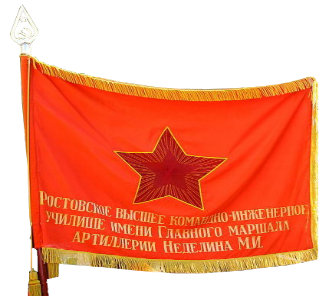 Ростовское высшее командно-инженерное
училище имени Главного маршала
артиллерии Неделина М.И.